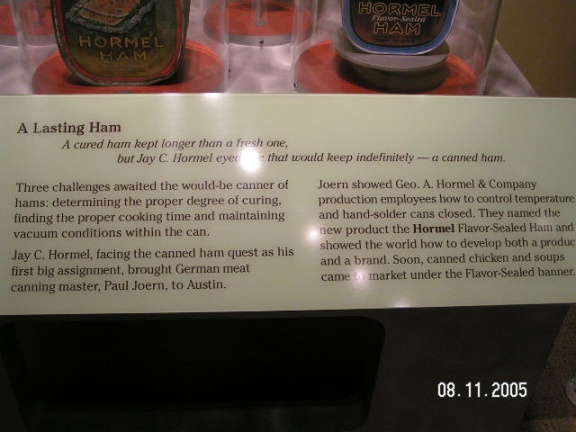 HORMEL
HAM
HORMEL
Flavor-Sealed
HAM
A Lasting Ham
A cured ham kept longer than a fresh one,
but Jay C. Hormel eyed that would keep indefinitely — a canned ham.
Three challenges awaited the would-be canner of
hams: determining the proper degree of curing,
finding the proper cooking time and maintaining
vacuum conditions within the can.
Jay C. Hormel, facing the canned ham quest as his
first big assignment, brought German meat
canning master, Paul Joern, to Austin.
Joern showed Geo. A. Hormel & Company
production employees how to control temperature
and hand-solder cans closed. They named the
new product the Hormel Flavor-Sealed Ham and
showed the world how to develop both a produc
and a brand. Soon, canned chicken and soups
came to market under the Flavor-Sealed banner.
08.11.2005